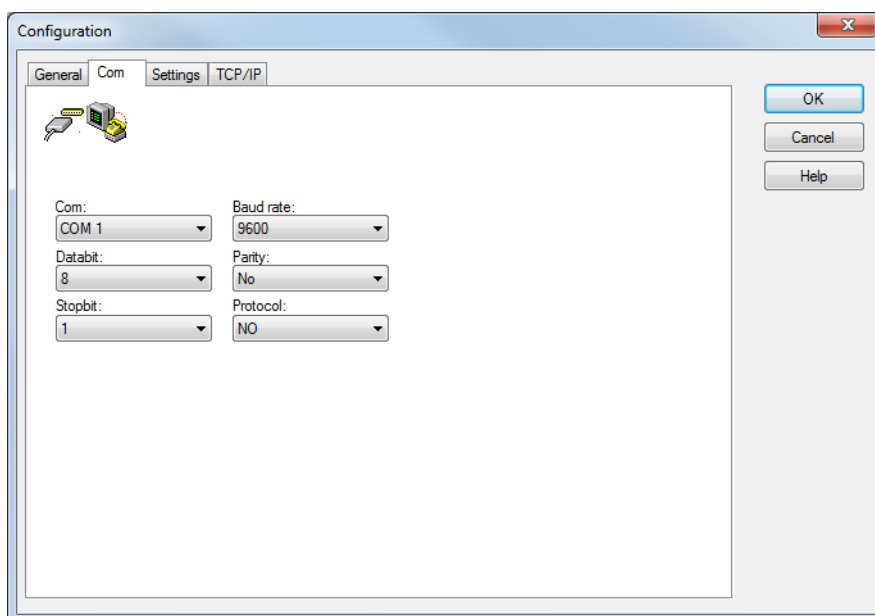 Configuration
General Com Settings TCP/IP
OK
Cancel
Help
Com: Baud rate:
COM 1 9600
Databit: Parity:
8 No
Stopbit: Protocol:
1 NO